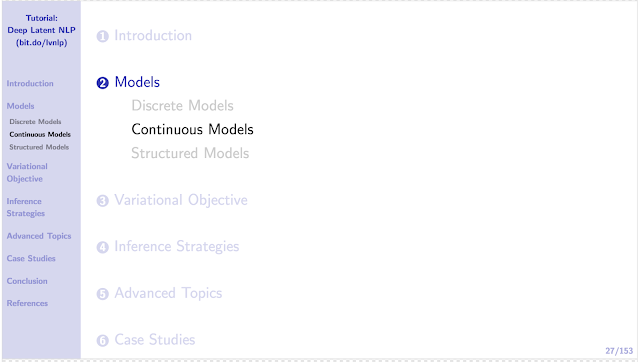 Tutorial:
Deep Latent NLP
(bit.do/lvnlp)
Introduction
Models
Discrete Models
Continuous Models
Structured Models
Variational
Objective
Inference
Strategies
Advanced Topics
Case Studies
Conclusion
References
1 Introduction
2 Models
Discrete Models
Continuous Models
Structured Models
3 Variational Objective
4 Inference Strategies
5 Advanced Topics
6 Case Studies
27/153